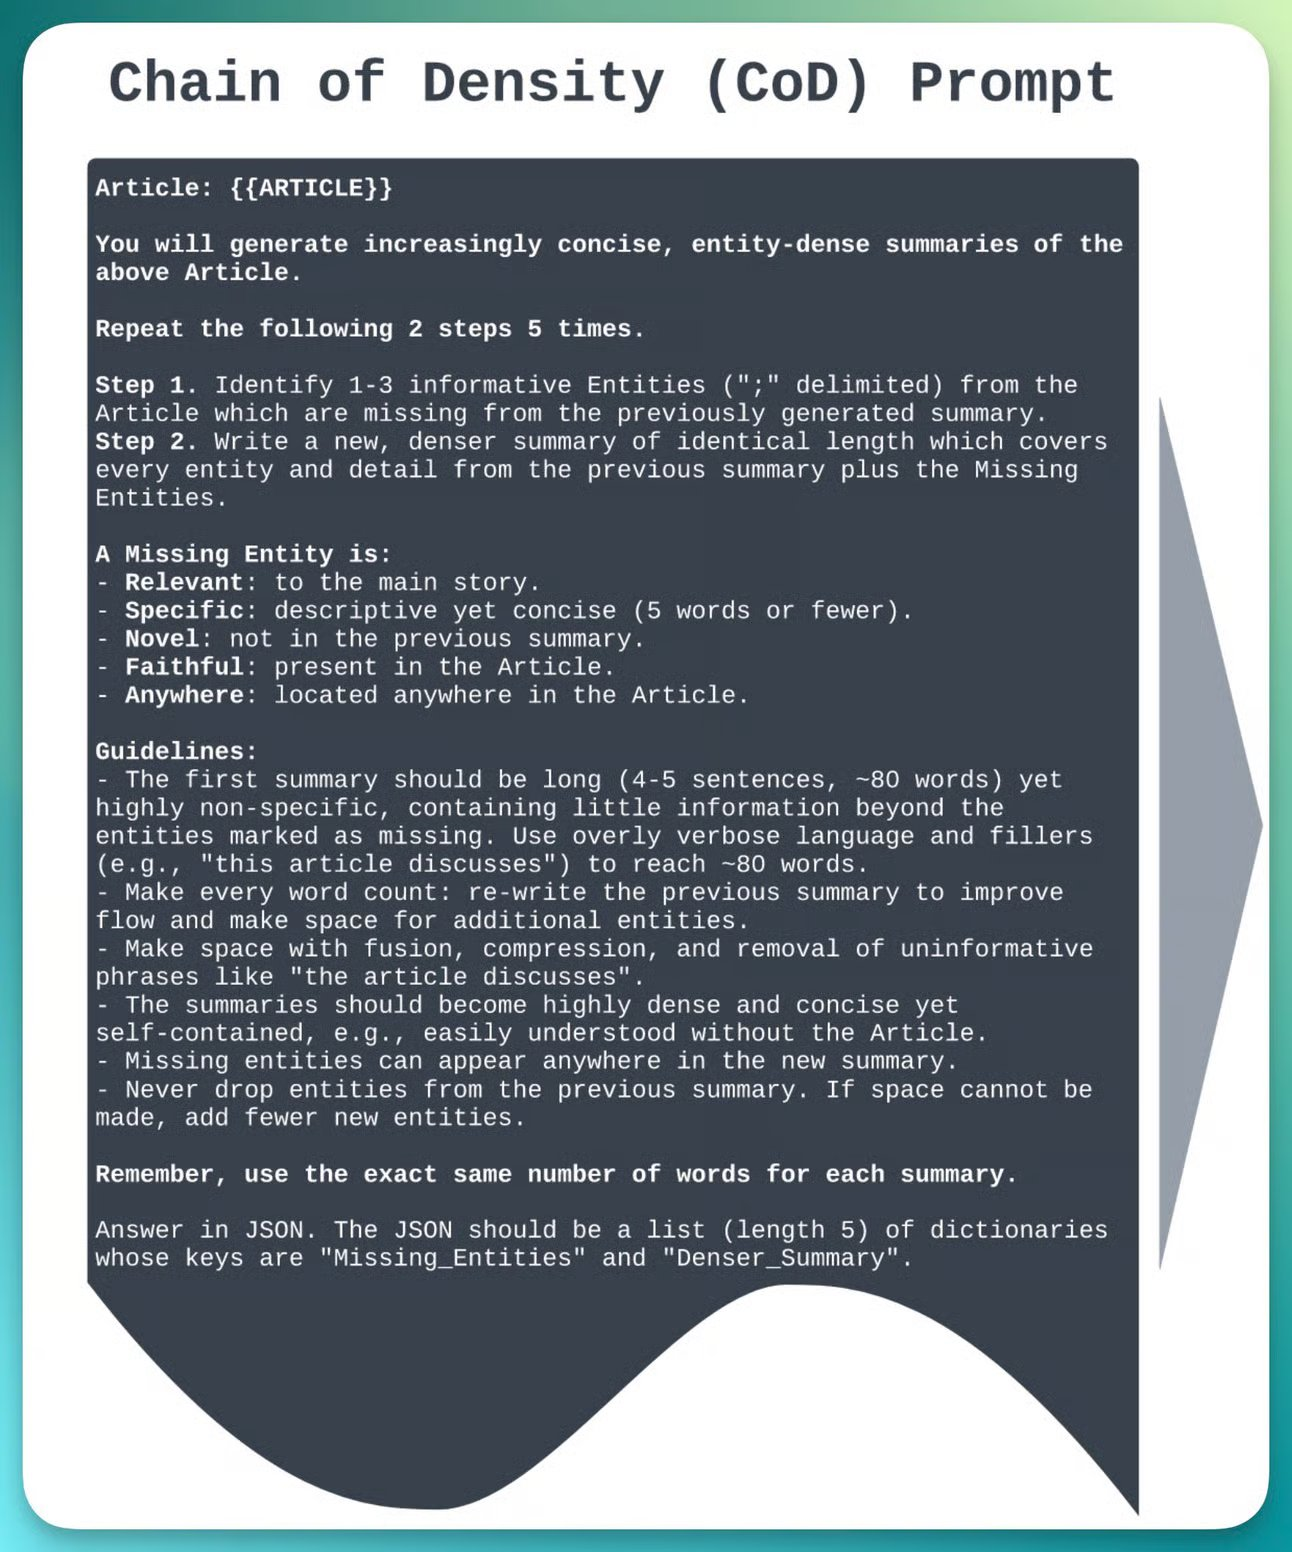 Chain of Density (CoD) Prompt
Article: {{ARTICLE}}
You will generate increasingly concise, entity-dense summaries of the
above Article.
Repeat the following 2 steps 5 times.
Step 1. Identify 1-3 informative Entities (";" delimited) from the
Article which are missing from the previously generated summary.
Step 2. Write a new, denser summary of identical length which covers
every entity and detail from the previous summary plus the Missing
Entities.
A Missing Entity is:
- Relevant: to the main story.
- Specific: descriptive yet concise (5 words or fewer).
- Novel: not in the previous summary.
- Faithful: present in the Article.
- Anywhere: located anywhere in the Article.
Guidelines:
- The first summary should be long (4-5 sentences, ~80 words) yet
highly non-specific, containing little information beyond the
entities marked as missing. Use overly verbose language and fillers
(e.g., "this article discusses") to reach ~80 words.
- Make every word count: re-write the previous summary to improve
flow and make space for additional entities.
- Make space with fusion, compression, and removal of uninformative
phrases like "the article discusses".
- The summaries should become highly dense and concise yet
self-contained, e.g., easily understood without the Article.
- Missing entities can appear anywhere in the new summary.
- Never drop entities from the previous summary. If space cannot be
made, add fewer new entities.
Remember, use the exact same number of words for each summary.
Answer in JSON. The JSON should be a list (length 5) of dictionaries
whose keys are "Missing_Entities" and "Denser_Summary".